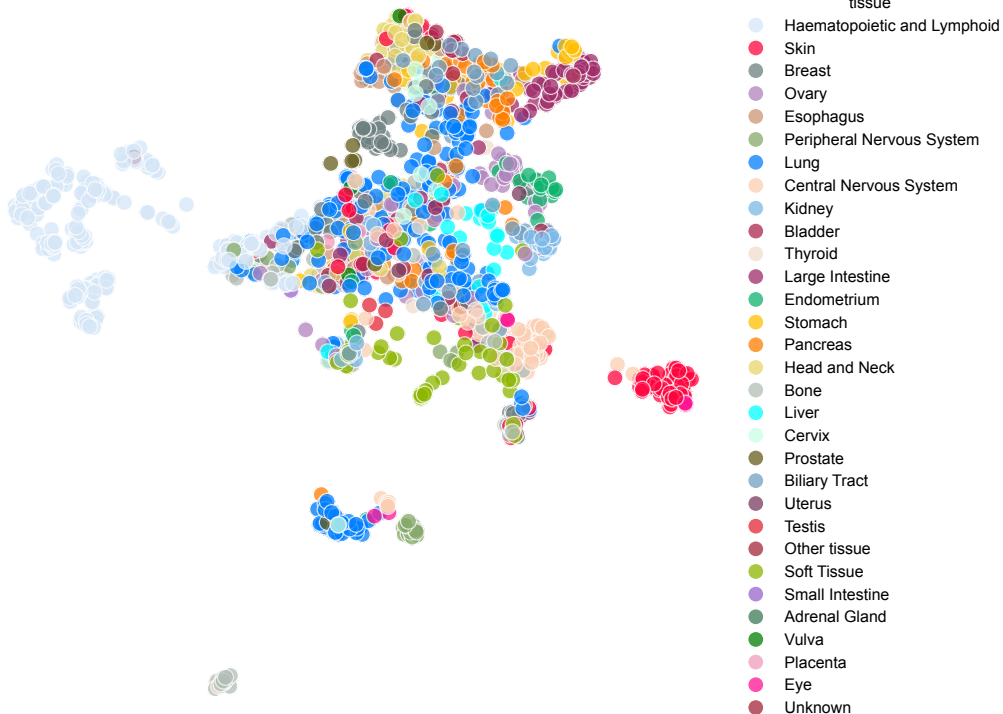 tissue
Haematopoietic and Lymphoid
Skin
Breast
Ovary
Esophagus
Peripheral Nervous System
Lung
Central Nervous System
Kidney
Bladder
Thyroid
Large Intestine
Endometrium
Stomach
Pancreas
Head and Neck
Bone
Liver
Cervix
Prostate
Biliary Tract
Uterus
Testis
Other tissue
Soft Tissue
Small Intestine
Adrenal Gland
Vulva
Placenta
Eye
Unknown